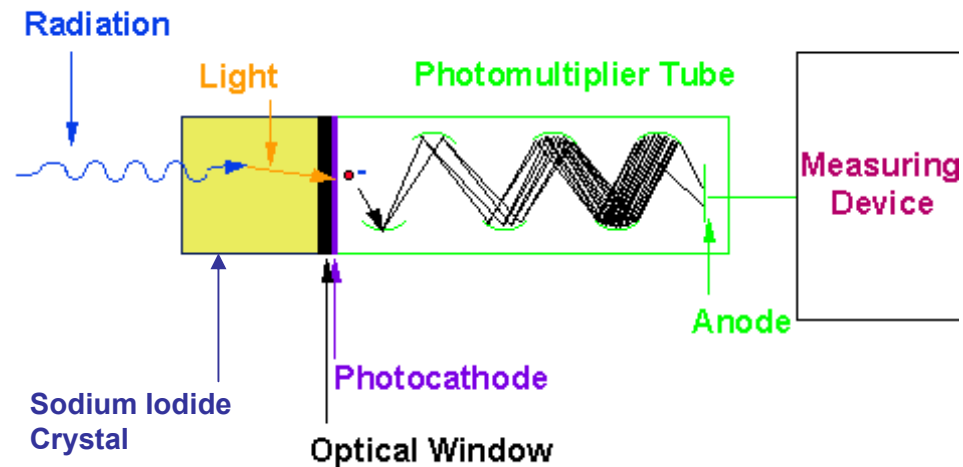 Radiation
Light
Photomultiplier Tube
Measuring
Device
Anode
Photocathode
Sodium Iodide
Crystal
Optical Window